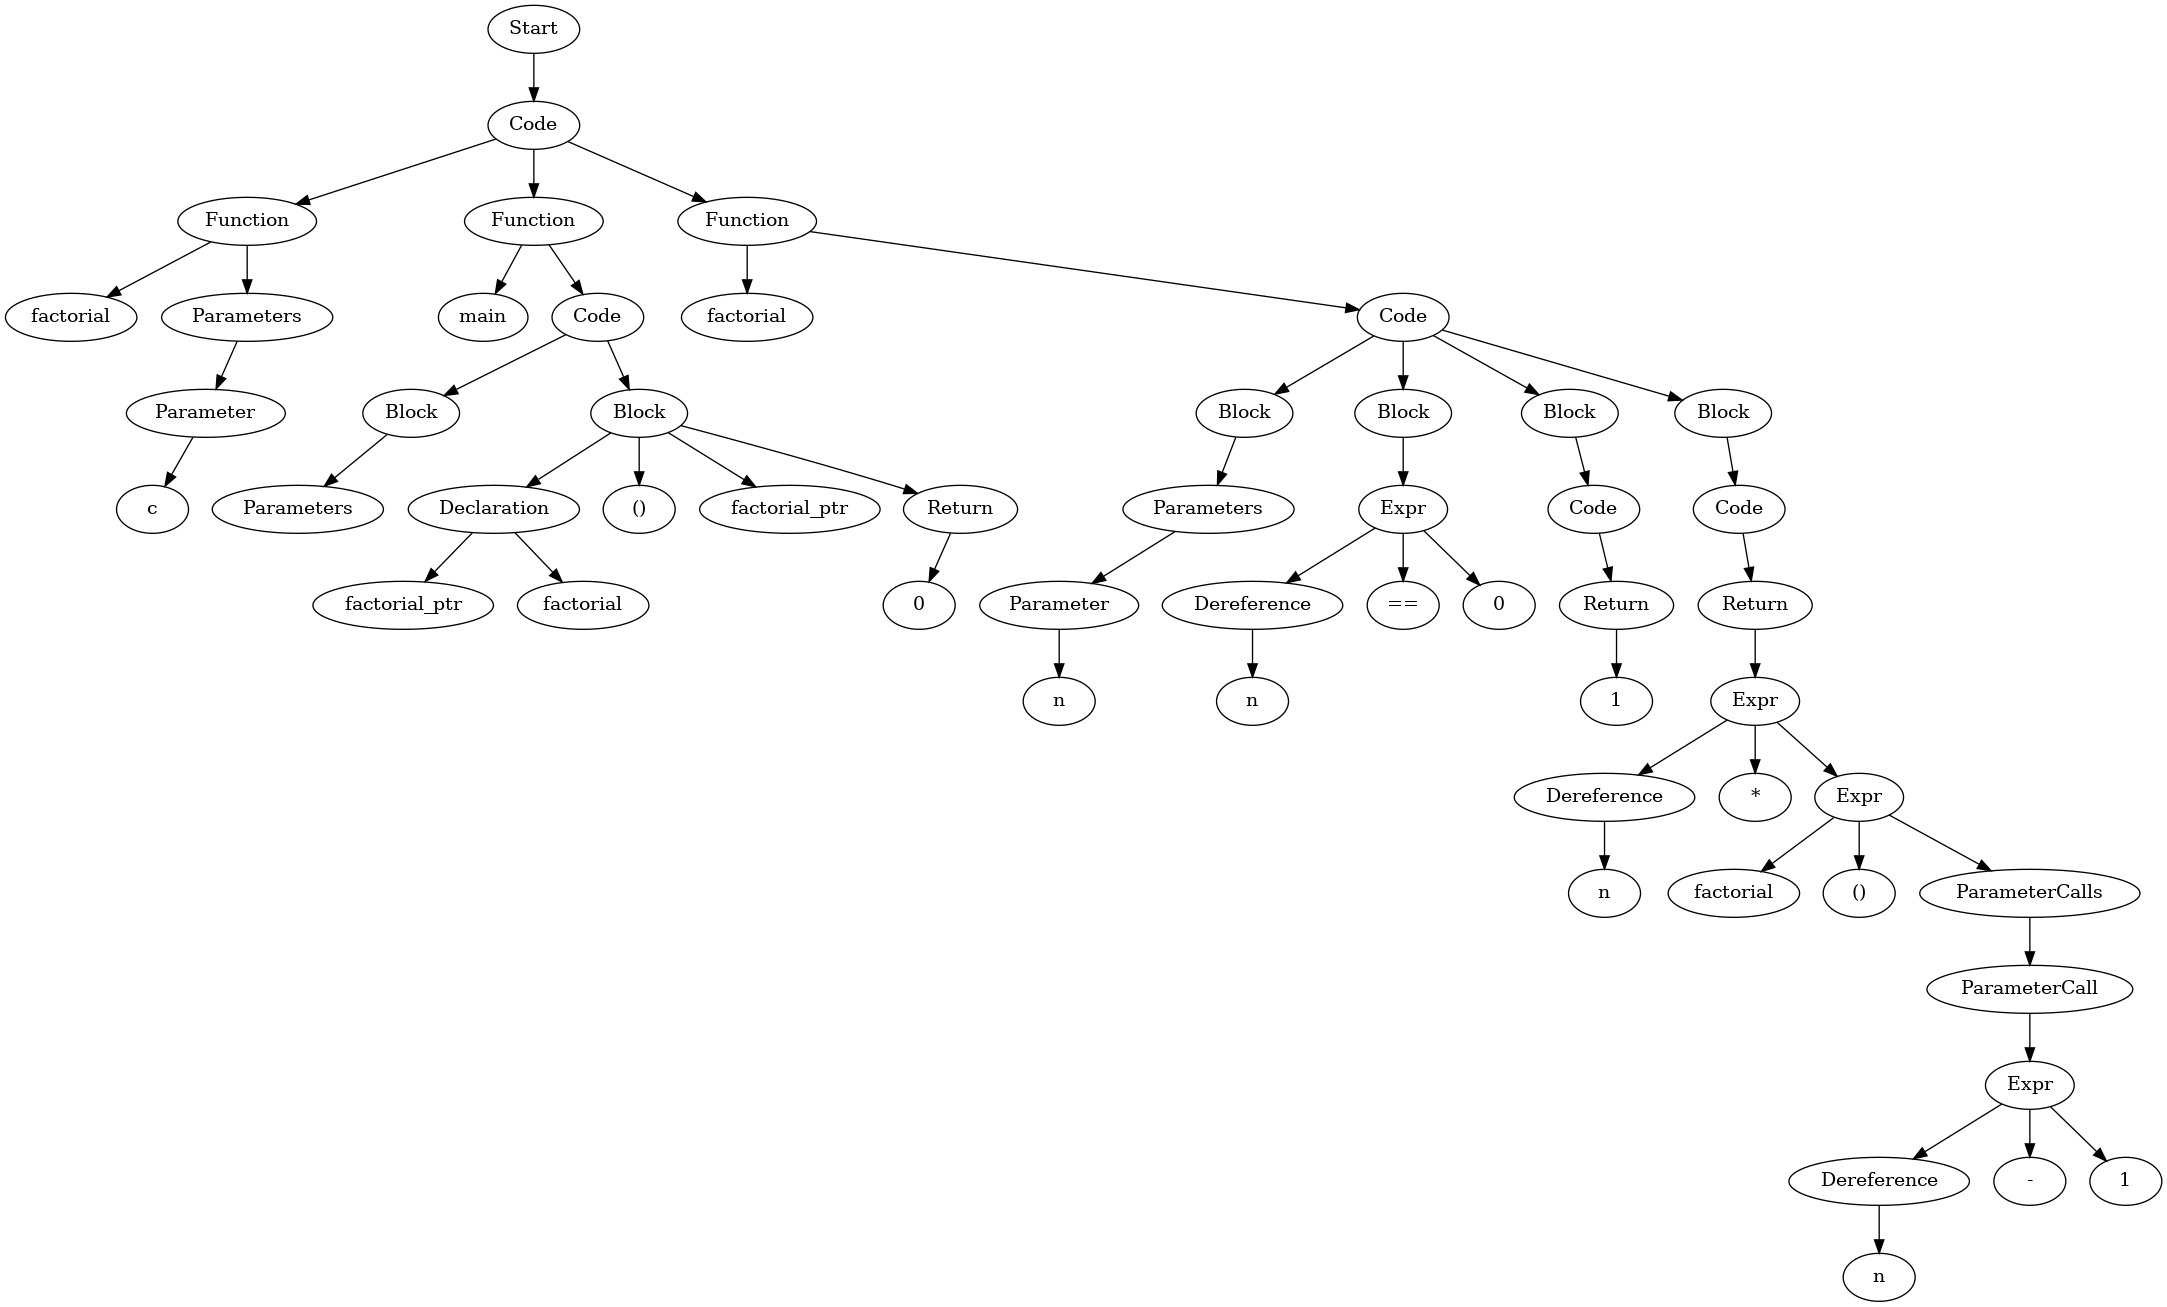 Start
Code
Function Function Function
factorial Parameters main Code factorial Code
Parameter Block Block Block Block Block Block
c Parameters Declaration () factorial_ptr Return Parameters Expr Code Code
factorial_ptr factorial 0 Parameter Dereference == 0 Return Return
n n 1 Expr
Dereference * Expr
n factorial () ParameterCalls
ParameterCall
Expr
Dereference - 1
n